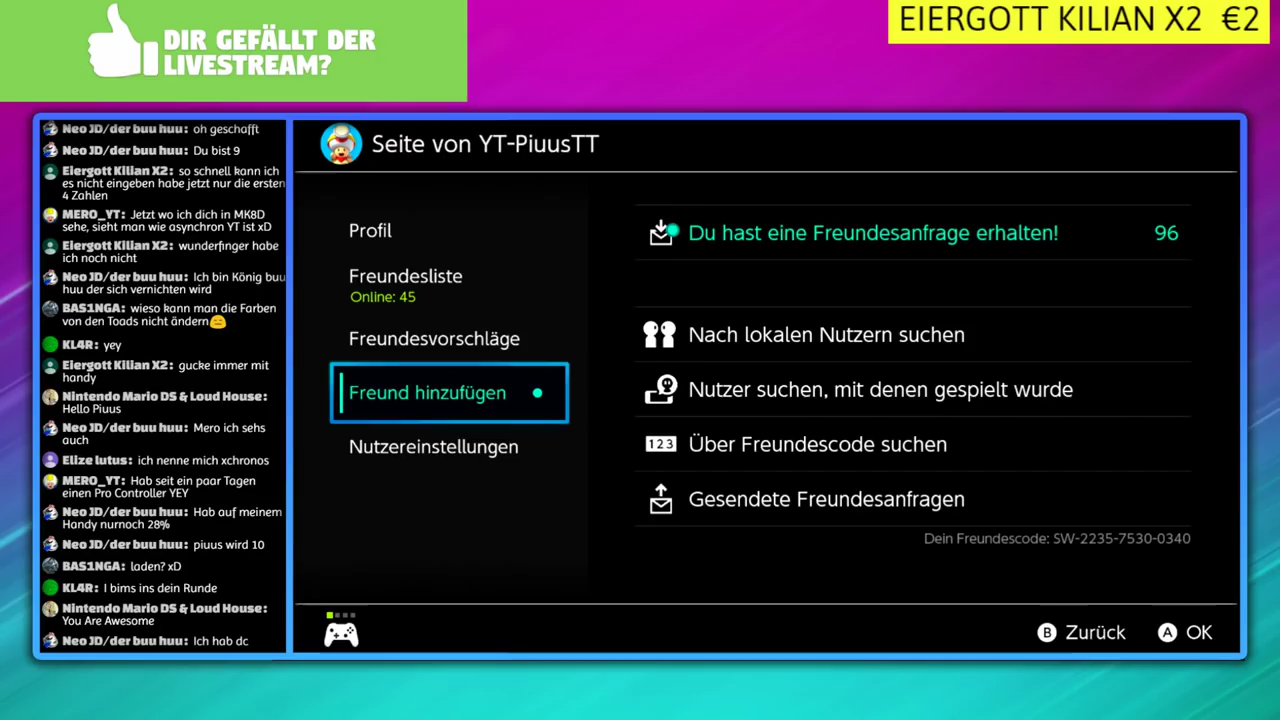 DIR GEFÄLLT DER
LIVESTREAM?
EIERGOTT KILIAN X2 €2
Neo JD/der buu huu: oh geschafft
Neo JD/der buu huu: Du bist 9
Eiergott Kilian X2: so schnell kann ich
es nicht eingeben habe jetzt nur die ersten
4 Zahlen
MERO_YT: Jetzt wo ich dich in MK8D
sehe, sieht man wie asynchron YT ist xD
Eiergott Kilian X2: wunderfinger habe
ich noch nicht
Neo JD/der buu huu: Ich bin König buu
huu der sich vernichten wird
BAS1NGA: wieso kann man die Farben
von den Toads nicht ändern😑
KL4R: yey
Eiergott Kilian X2: gucke immer mit
handy
Nintendo Mario DS & Loud House:
Hello Piuus
Neo JD/der buu huu: Mero ich sehs
auch
Elize lutus: ich nenne mich xchronos
MERO_YT: Hab seit ein paar Tagen
einen Pro Controller YEY
Neo JD/der buu huu: Hab auf meinem
Handy nurnoch 28%
Neo JD/der buu huu: piuus wird 10
BAS1NGA: laden? xD
KL4R: I bims ins dein Runde
Nintendo Mario DS & Loud House:
You Are Awesome
Neo JD/der buu huu: Ich hab dc
Seite von YT-PiuusTT
Profil
Freundesliste
Online: 45
Freundesvorschläge
Freund hinzufügen
Nutzereinstellungen
Du hast eine Freundesanfrage erhalten! 96
Nach lokalen Nutzern suchen
Nutzer suchen, mit denen gespielt wurde
123 Über Freundescode suchen
Gesendete Freundesanfragen
Dein Freundescode: SW-2235-7530-0340
B Zurück A OK